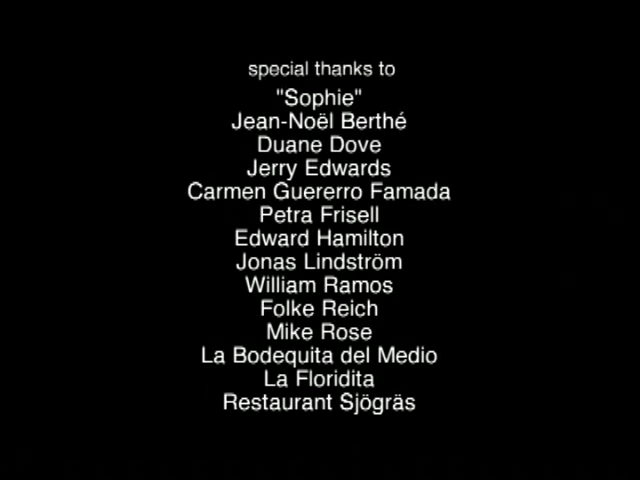 special thanks to
"Sophie"
Jean-Noël Berthé
Duane Dove
Jerry Edwards
Carmen Guererro Famada
Petra Frisell
Edward Hamilton
Jonas Lindström
William Ramos
Folke Reich
Mike Rose
La Bodequita del Medio
La Floridita
Restaurant Sjögräs